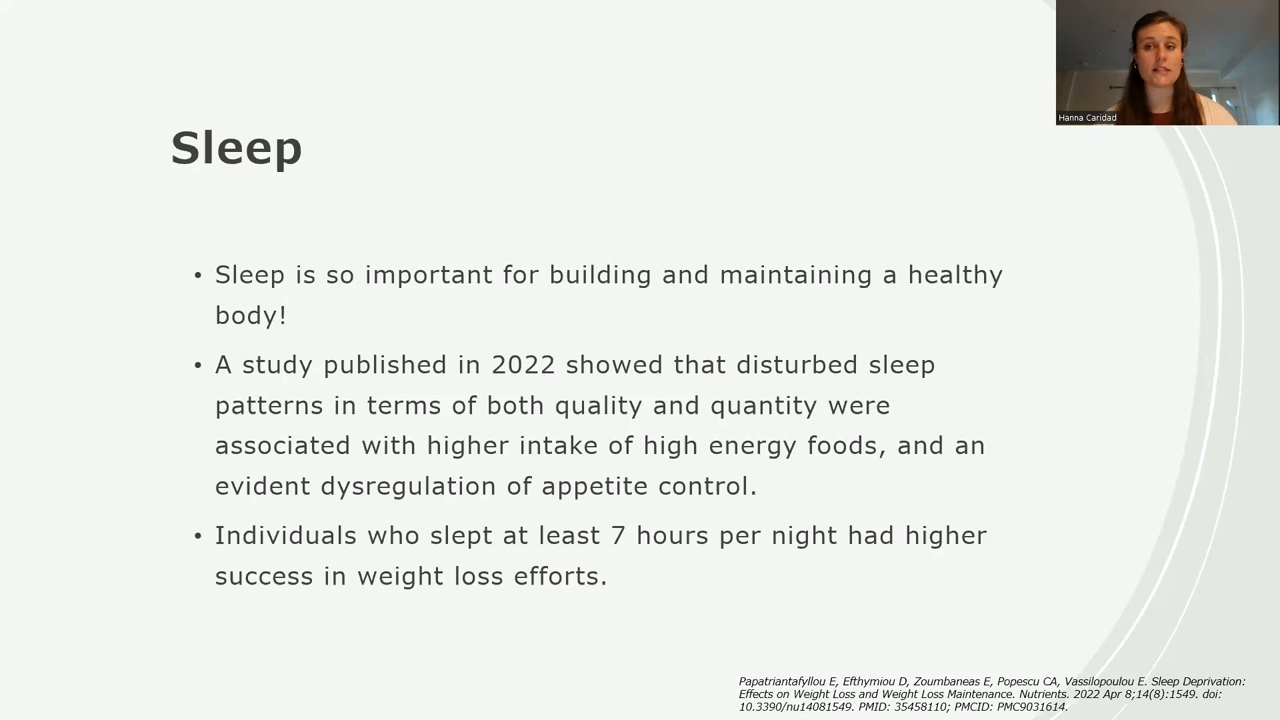 Hanna Caridad
Sleep
• Sleep is so important for building and maintaining a healthy
body!
• A study published in 2022 showed that disturbed sleep
patterns in terms of both quality and quantity were
associated with higher intake of high energy foods, and an
evident dysregulation of appetite control.
• Individuals who slept at least 7 hours per night had higher
success in weight loss efforts.
Papatriantafyllou E, Efthymiou D, Zoumbaneas E, Popescu CA, Vassilopoulou E. Sleep Deprivation:
Effects on Weight Loss and Weight Loss Maintenance. Nutrients. 2022 Apr 8;14(8):1549. doi:
10.3390/nu14081549. PMID: 35458110; PMCID: PMC9031614.